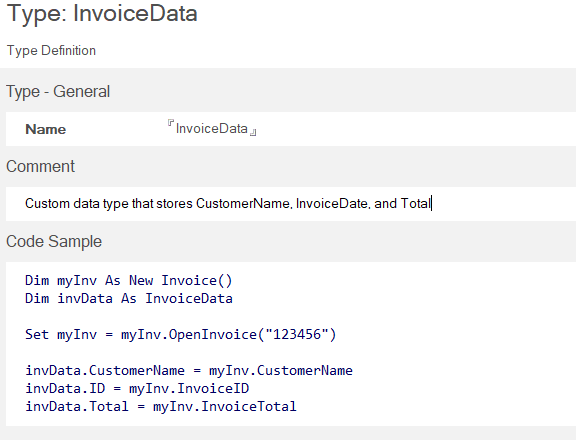 Type: InvoiceData
Type Definition
Type - General
Name 『InvoiceData』
Comment
Custom data type that stores CustomerName, InvoiceDate, and Total
Code Sample
Dim myInv As New Invoice()
Dim invData As InvoiceData
Set myInv = myInv.OpenInvoice("123456")
invData.CustomerName = myInv.CustomerName
invData.ID = myInv.InvoiceID
invData.Total = myInv.InvoiceTotal